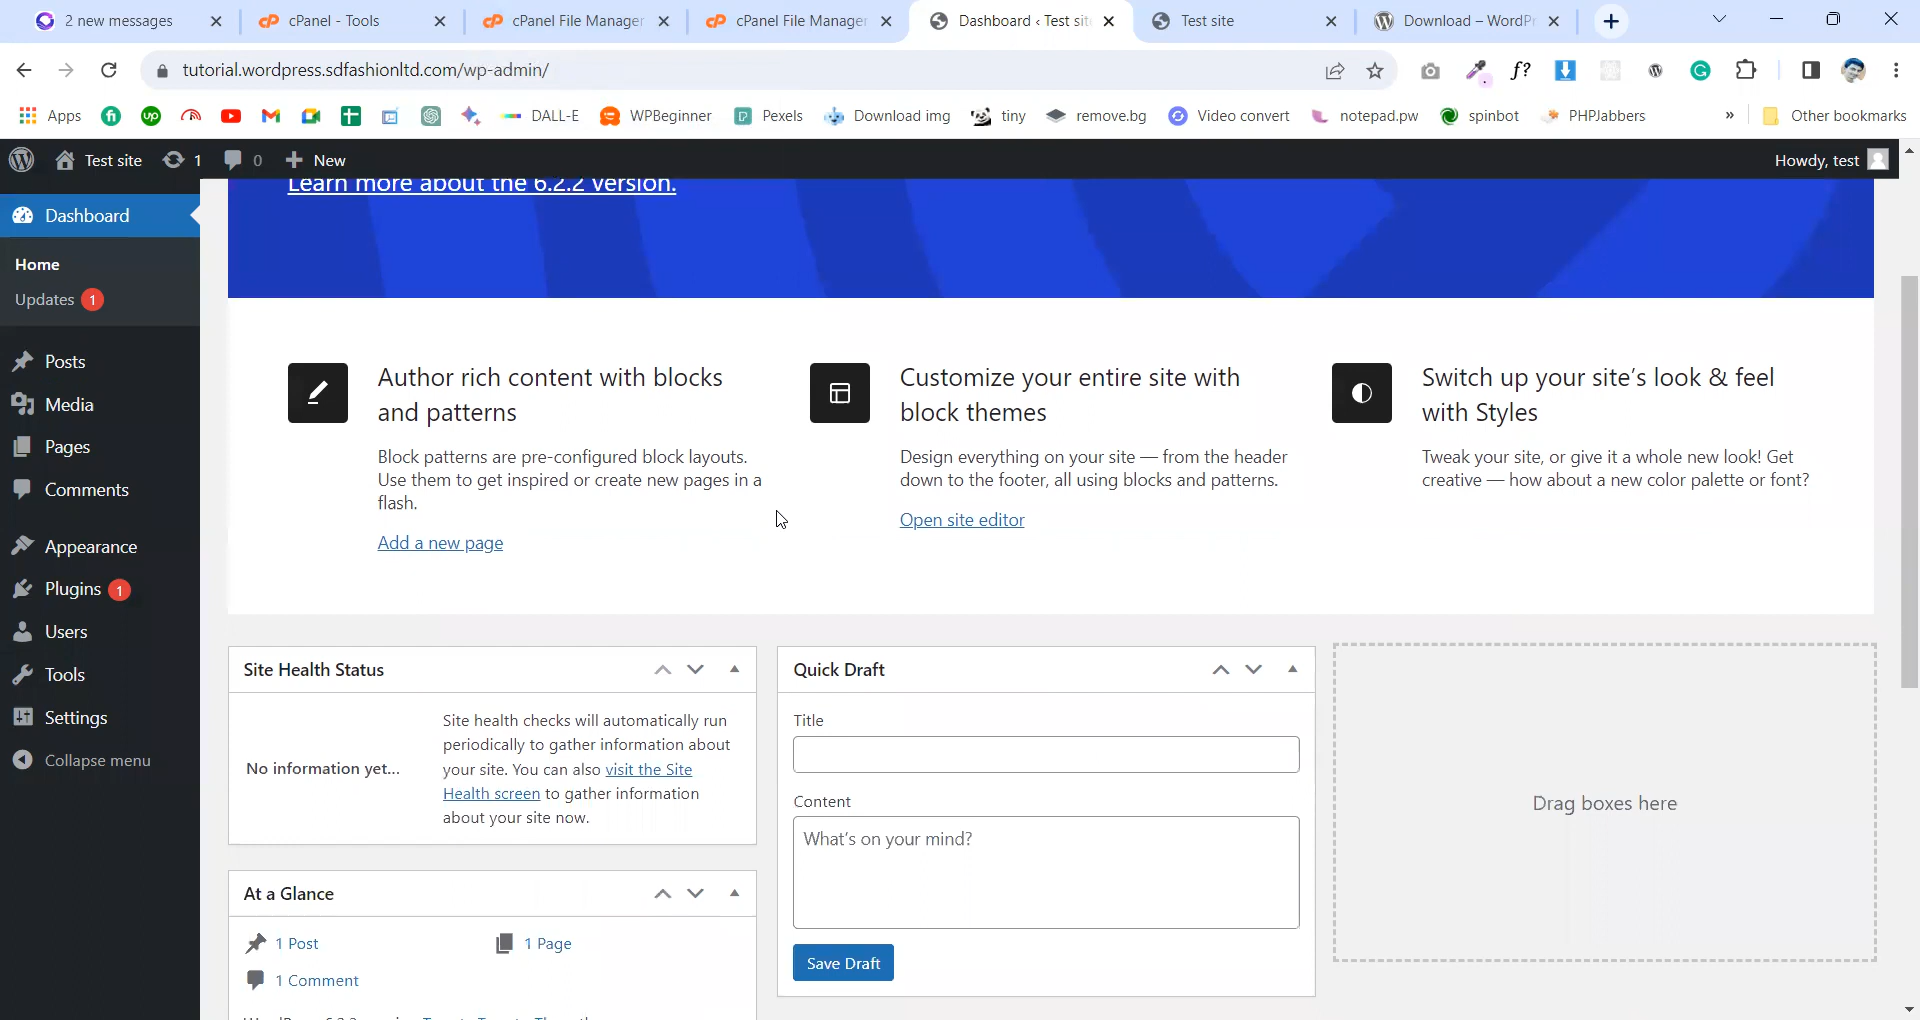 2 new messages
cPanel - Tools
cPanel File Manager
cPanel File Manager
Dashboard ‹ Test sit
Test site
Download – WordPr
tutorial.wordpress.sdfashionltd.com/wp-admin/
Apps
DALL-E
WPBeginner
Pexels
Download img
tiny
remove.bg
Video convert
notepad.pw
spinbot
PHPJabbers
»
Other bookmarks
Test site
1
0
New
Howdy, test
Learn more about the 6.2.2 version.
Dashboard
Home
Updates 1
Posts
Media
Pages
Comments
Appearance
Plugins 1
Users
Tools
Settings
Collapse menu
Author rich content with blocks
and patterns
Block patterns are pre-configured block layouts.
Use them to get inspired or create new pages in a
flash.
Add a new page
Customize your entire site with
block themes
Design everything on your site — from the header
down to the footer, all using blocks and patterns.
Open site editor
Switch up your site’s look & feel
with Styles
Tweak your site, or give it a whole new look! Get
creative — how about a new color palette or font?
Site Health Status
No information yet...
Site health checks will automatically run
periodically to gather information about
your site. You can also visit the Site
Health screen to gather information
about your site now.
At a Glance
1 Post
1 Page
1 Comment
Quick Draft
Title
Content
What’s on your mind?
Save Draft
Drag boxes here